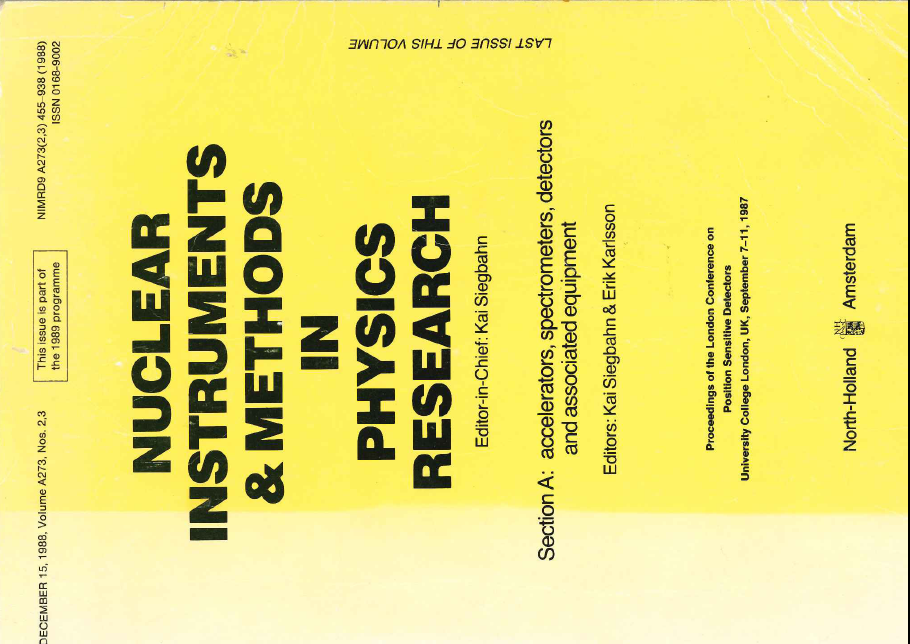 DECEMBER 15, 1988, Volume A273, Nos. 2,3
This issue is part of
the 1989 programme
NIMRD9 A273(2,3) 455–938 (1988)
ISSN 0168-9002
NUCLEAR
INSTRUMENTS
& METHODS
IN
PHYSICS
RESEARCH
LAST ISSUE OF THIS VOLUME
Editor-in-Chief: Kai Siegbahn
Section A: accelerators, spectrometers, detectors
and associated equipment
Editors: Kai Siegbahn & Erik Karlsson
Proceedings of the London Conference on
Position Sensitive Detectors
University College London, UK, September 7–11, 1987
North-Holland NH Amsterdam